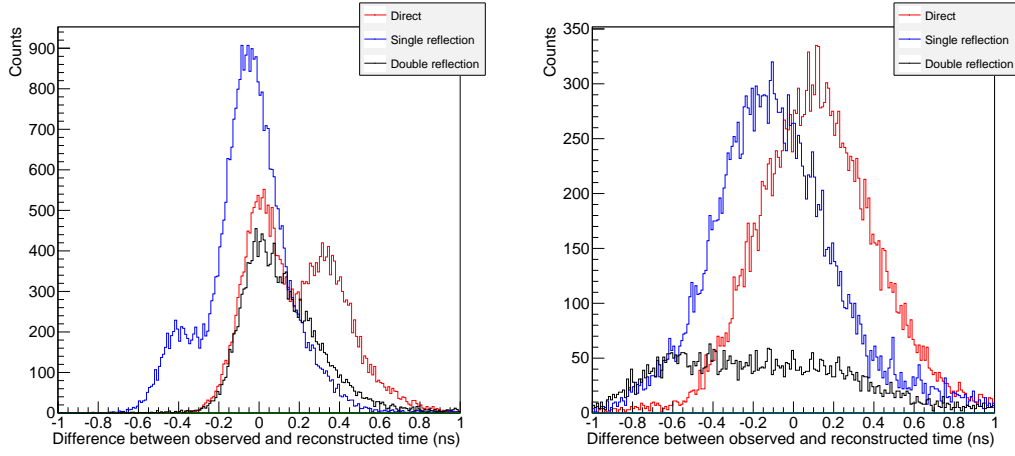 Counts
900
800
700
600
500
400
300
200
100
0
-1 -0.8 -0.6 -0.4 -0.2 0 0.2 0.4 0.6 0.8 1
Difference between observed and reconstructed time (ns)
Direct
Single reflection
Double reflection
Counts
350
300
250
200
150
100
50
0
-1 -0.8 -0.6 -0.4 -0.2 0 0.2 0.4 0.6 0.8 1
Difference between observed and reconstructed time (ns)
Direct
Single reflection
Double reflection